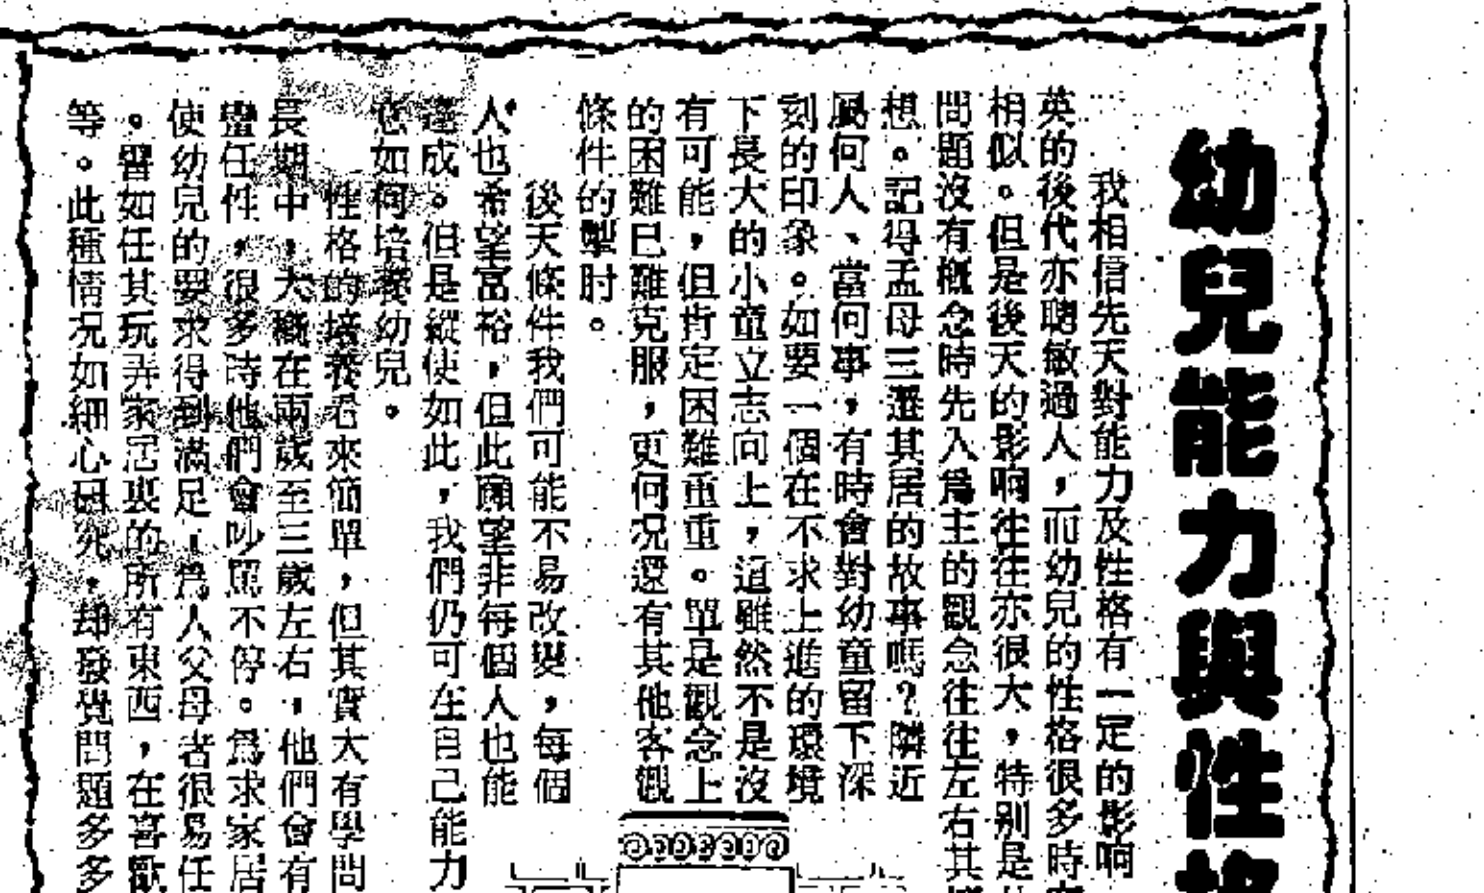 幼兒能力與性格
我相信先天對能力及性格有一定的影响
英的後代亦聰敏過人，而幼兒的性格很多時
相似。但是後天的影响往往亦很大，特別是
問題沒有概念時先入為主的觀念往往左右其
想。記得孟母三遷其居的故事嗎？隣近
屬何人、當何事，有時會對幼童留下深
刻的印象。如要一個在不求上進的環境
下長大的小童立志向上，這雖然不是沒
有可能，但肯定困難重重。單是觀念上
的困難已難克服，更何况還有其他客觀
條件的掣肘。
後天條件我們可能不易改變，每個
人也希望富裕，但此願望非每個人也能
達成。但是縱使如此，我們仍可在自己能力
如何培養幼兒。
性格的培養看來簡單，但其實大有學問
長期中，大概在兩歲至三歲左右，他們會有
蠻任性，很多時他們會吵罵不停。為求家居
使幼兒的要求得到滿足，為人父母者很易任
。譬如任其玩弄家居裏的所有東西，在喜歡
等。此種情况如細心研究，却發覺問題多多